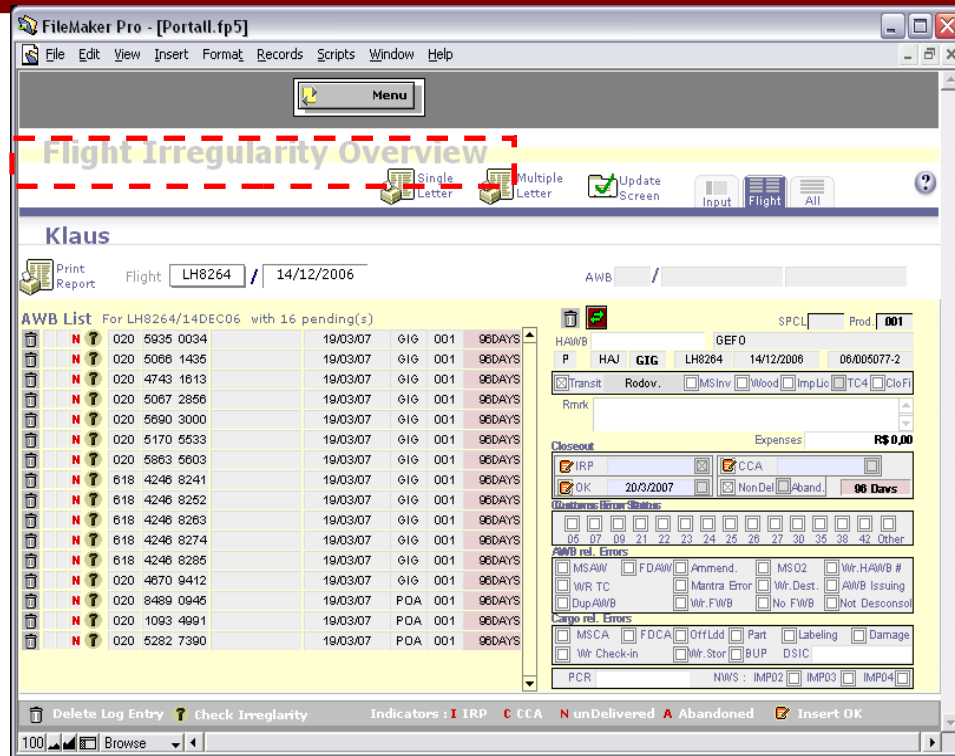 FileMaker Pro - [Portall.fp5]
File Edit View Insert Format Records Scripts Window Help
Menu
Flight Irregularity Overview
Single Letter
Multiple Letter
Update Screen
Input Flight All
?
Klaus
Print Report
Flight LH8264 / 14/12/2006
AWB /
AWB List For LH8264/14DEC06 with 16 pending(s)
N ? 020 5935 0034 19/03/07 GIG 001 96DAYS
N ? 020 5066 1435 19/03/07 GIG 001 96DAYS
N ? 020 4743 1613 19/03/07 GIG 001 96DAYS
N ? 020 5067 2856 19/03/07 GIG 001 96DAYS
N ? 020 5690 3000 19/03/07 GIG 001 96DAYS
N ? 020 5170 5533 19/03/07 GIG 001 96DAYS
N ? 020 5863 5603 19/03/07 GIG 001 96DAYS
N ? 618 4246 8241 19/03/07 GIG 001 96DAYS
N ? 618 4246 8252 19/03/07 GIG 001 96DAYS
N ? 618 4246 8263 19/03/07 GIG 001 96DAYS
N ? 618 4246 8274 19/03/07 GIG 001 96DAYS
N ? 618 4246 8285 19/03/07 GIG 001 96DAYS
N ? 020 4670 9412 19/03/07 GIG 001 96DAYS
N ? 020 8489 0945 19/03/07 POA 001 96DAYS
N ? 020 1093 4991 19/03/07 POA 001 96DAYS
N ? 020 5282 7390 19/03/07 POA 001 96DAYS
SPCL Prod. 001
HAWB GEFO
P HAJ GIG LH8264 14/12/2006 06/005077-2
Transit Rodov. MSInv Wood ImpLic TC4 CloFi
Rmrk
Expenses R$ 0,00
Closeout
IRP CCA
OK 20/3/2007 NonDel Aband. 96 Days
Customs Error Status
05 07 09 21 22 23 24 25 26 27 30 35 38 42 Other
AWB rel. Errors
MSAW FDAW Ammend. MSO2 Wr.HAWB #
WR TC Mantra Error Wr.Dest. AWB Issuing
DupAWB Wr.FWB No FWB Not Desconsol
Cargo rel. Errors
MSCA FDCA OffLdd Part Labeling Damage
Wr Check-in Wr.Stor BUP DSIC
PCR NWS : IMP02 IMP03 IMP04
Delete Log Entry ? Check Irreglarity Indicators : I IRP C CCA N unDelivered A Abandoned Insert OK
100 Browse